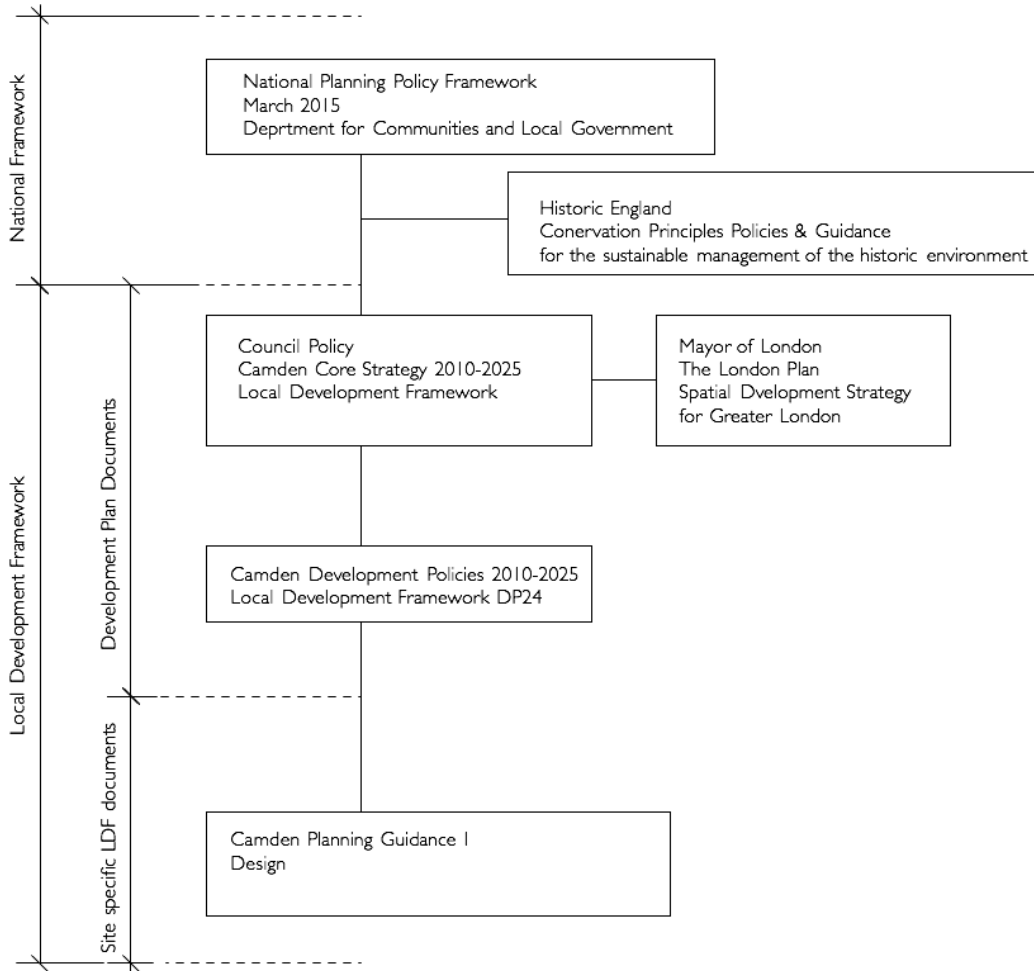 National Framework
National Planning Policy Framework
March 2015
Deprtment for Communities and Local Government
Historic England
Conervation Principles Policies & Guidance
for the sustainable management of the historic environment
Local Development Framework
Development Plan Documents
Council Policy
Camden Core Strategy 2010-2025
Local Development Framework
Mayor of London
The London Plan
Spatial Dvelopment Strategy
for Greater London
Camden Development Policies 2010-2025
Local Development Framework DP24
Site specific LDF documents
Camden Planning Guidance 1
Design